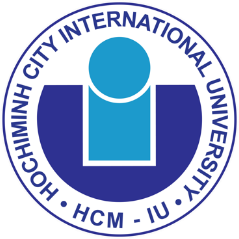 HOCHIMINH CITY INTERNATIONAL UNIVERSITY
• HCM - IU •